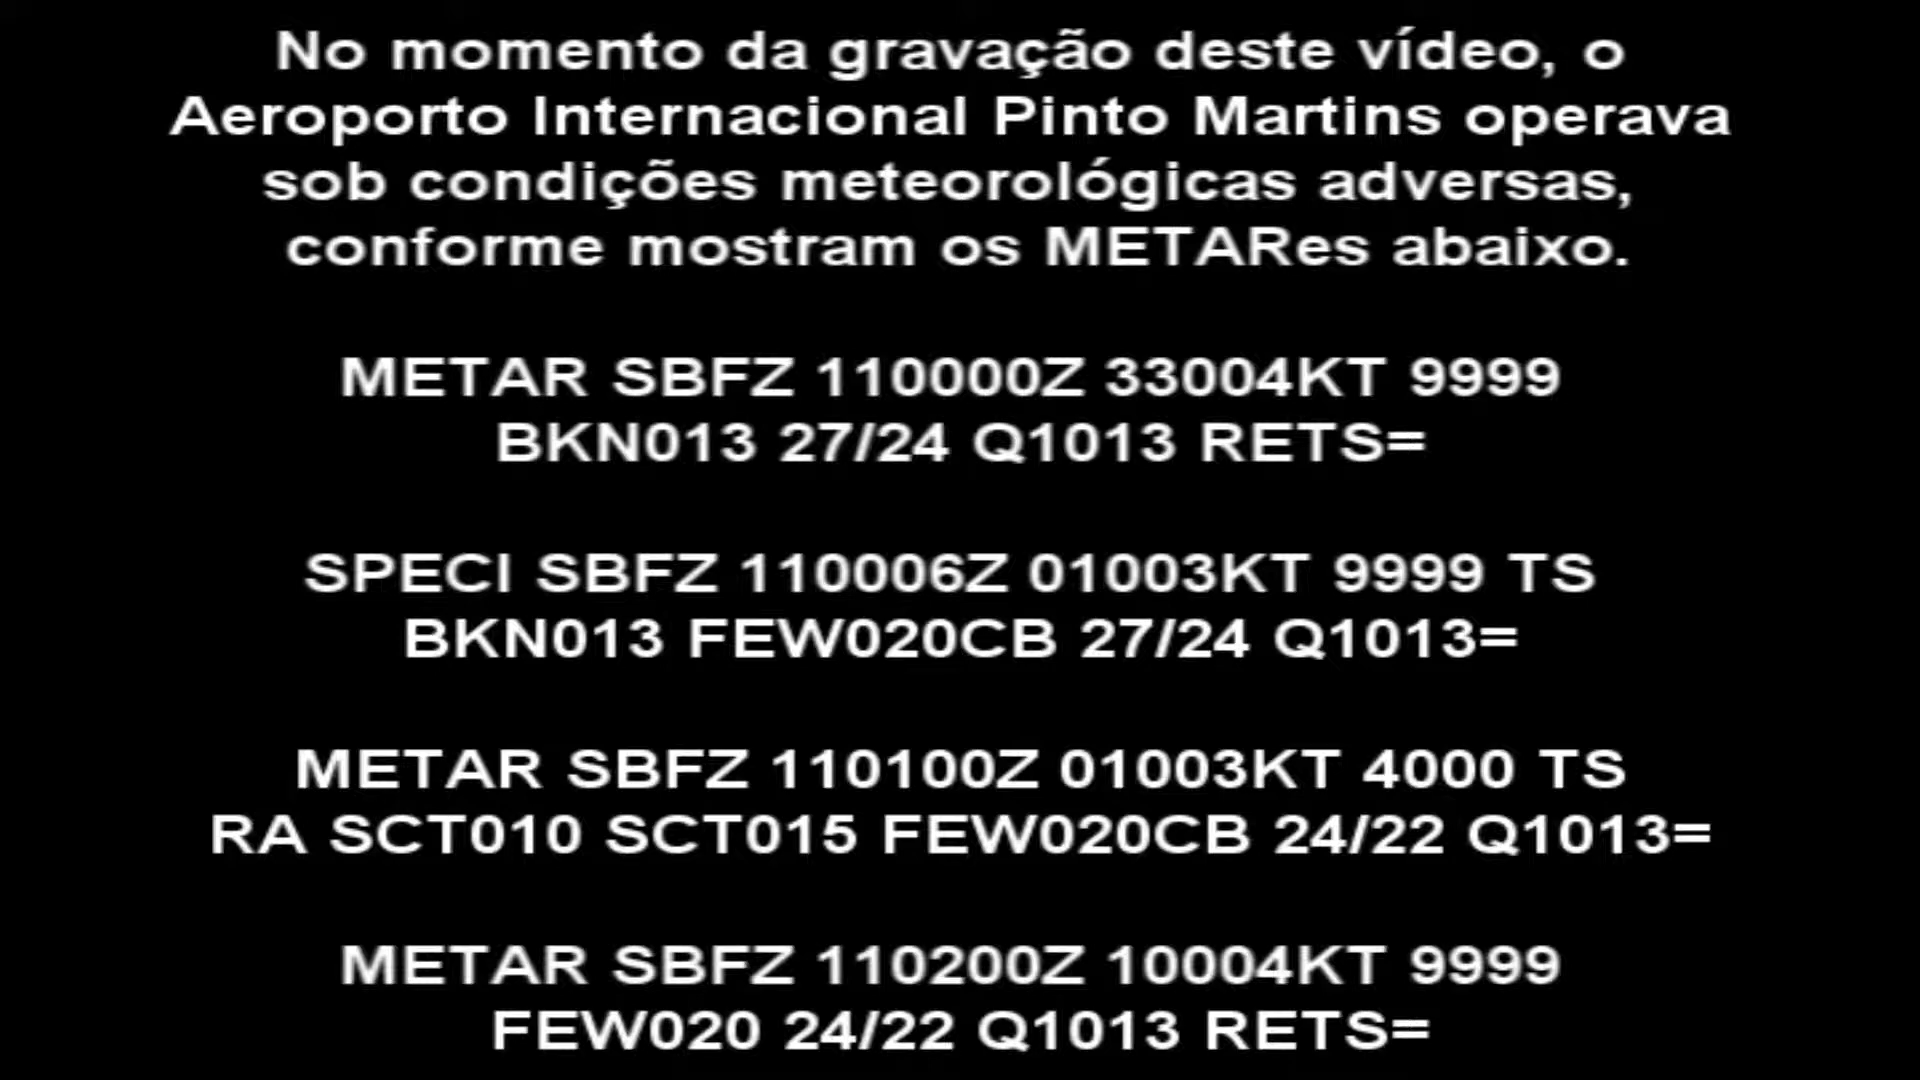 No momento da gravação deste vídeo, o
Aeroporto Internacional Pinto Martins operava
sob condições meteorológicas adversas,
conforme mostram os METARes abaixo.
METAR SBFZ 110000Z 33004KT 9999
BKN013 27/24 Q1013 RETS=
SPECI SBFZ 110006Z 01003KT 9999 TS
BKN013 FEW020CB 27/24 Q1013=
METAR SBFZ 110100Z 01003KT 4000 TS
RA SCT010 SCT015 FEW020CB 24/22 Q1013=
METAR SBFZ 110200Z 10004KT 9999
FEW020 24/22 Q1013 RETS=